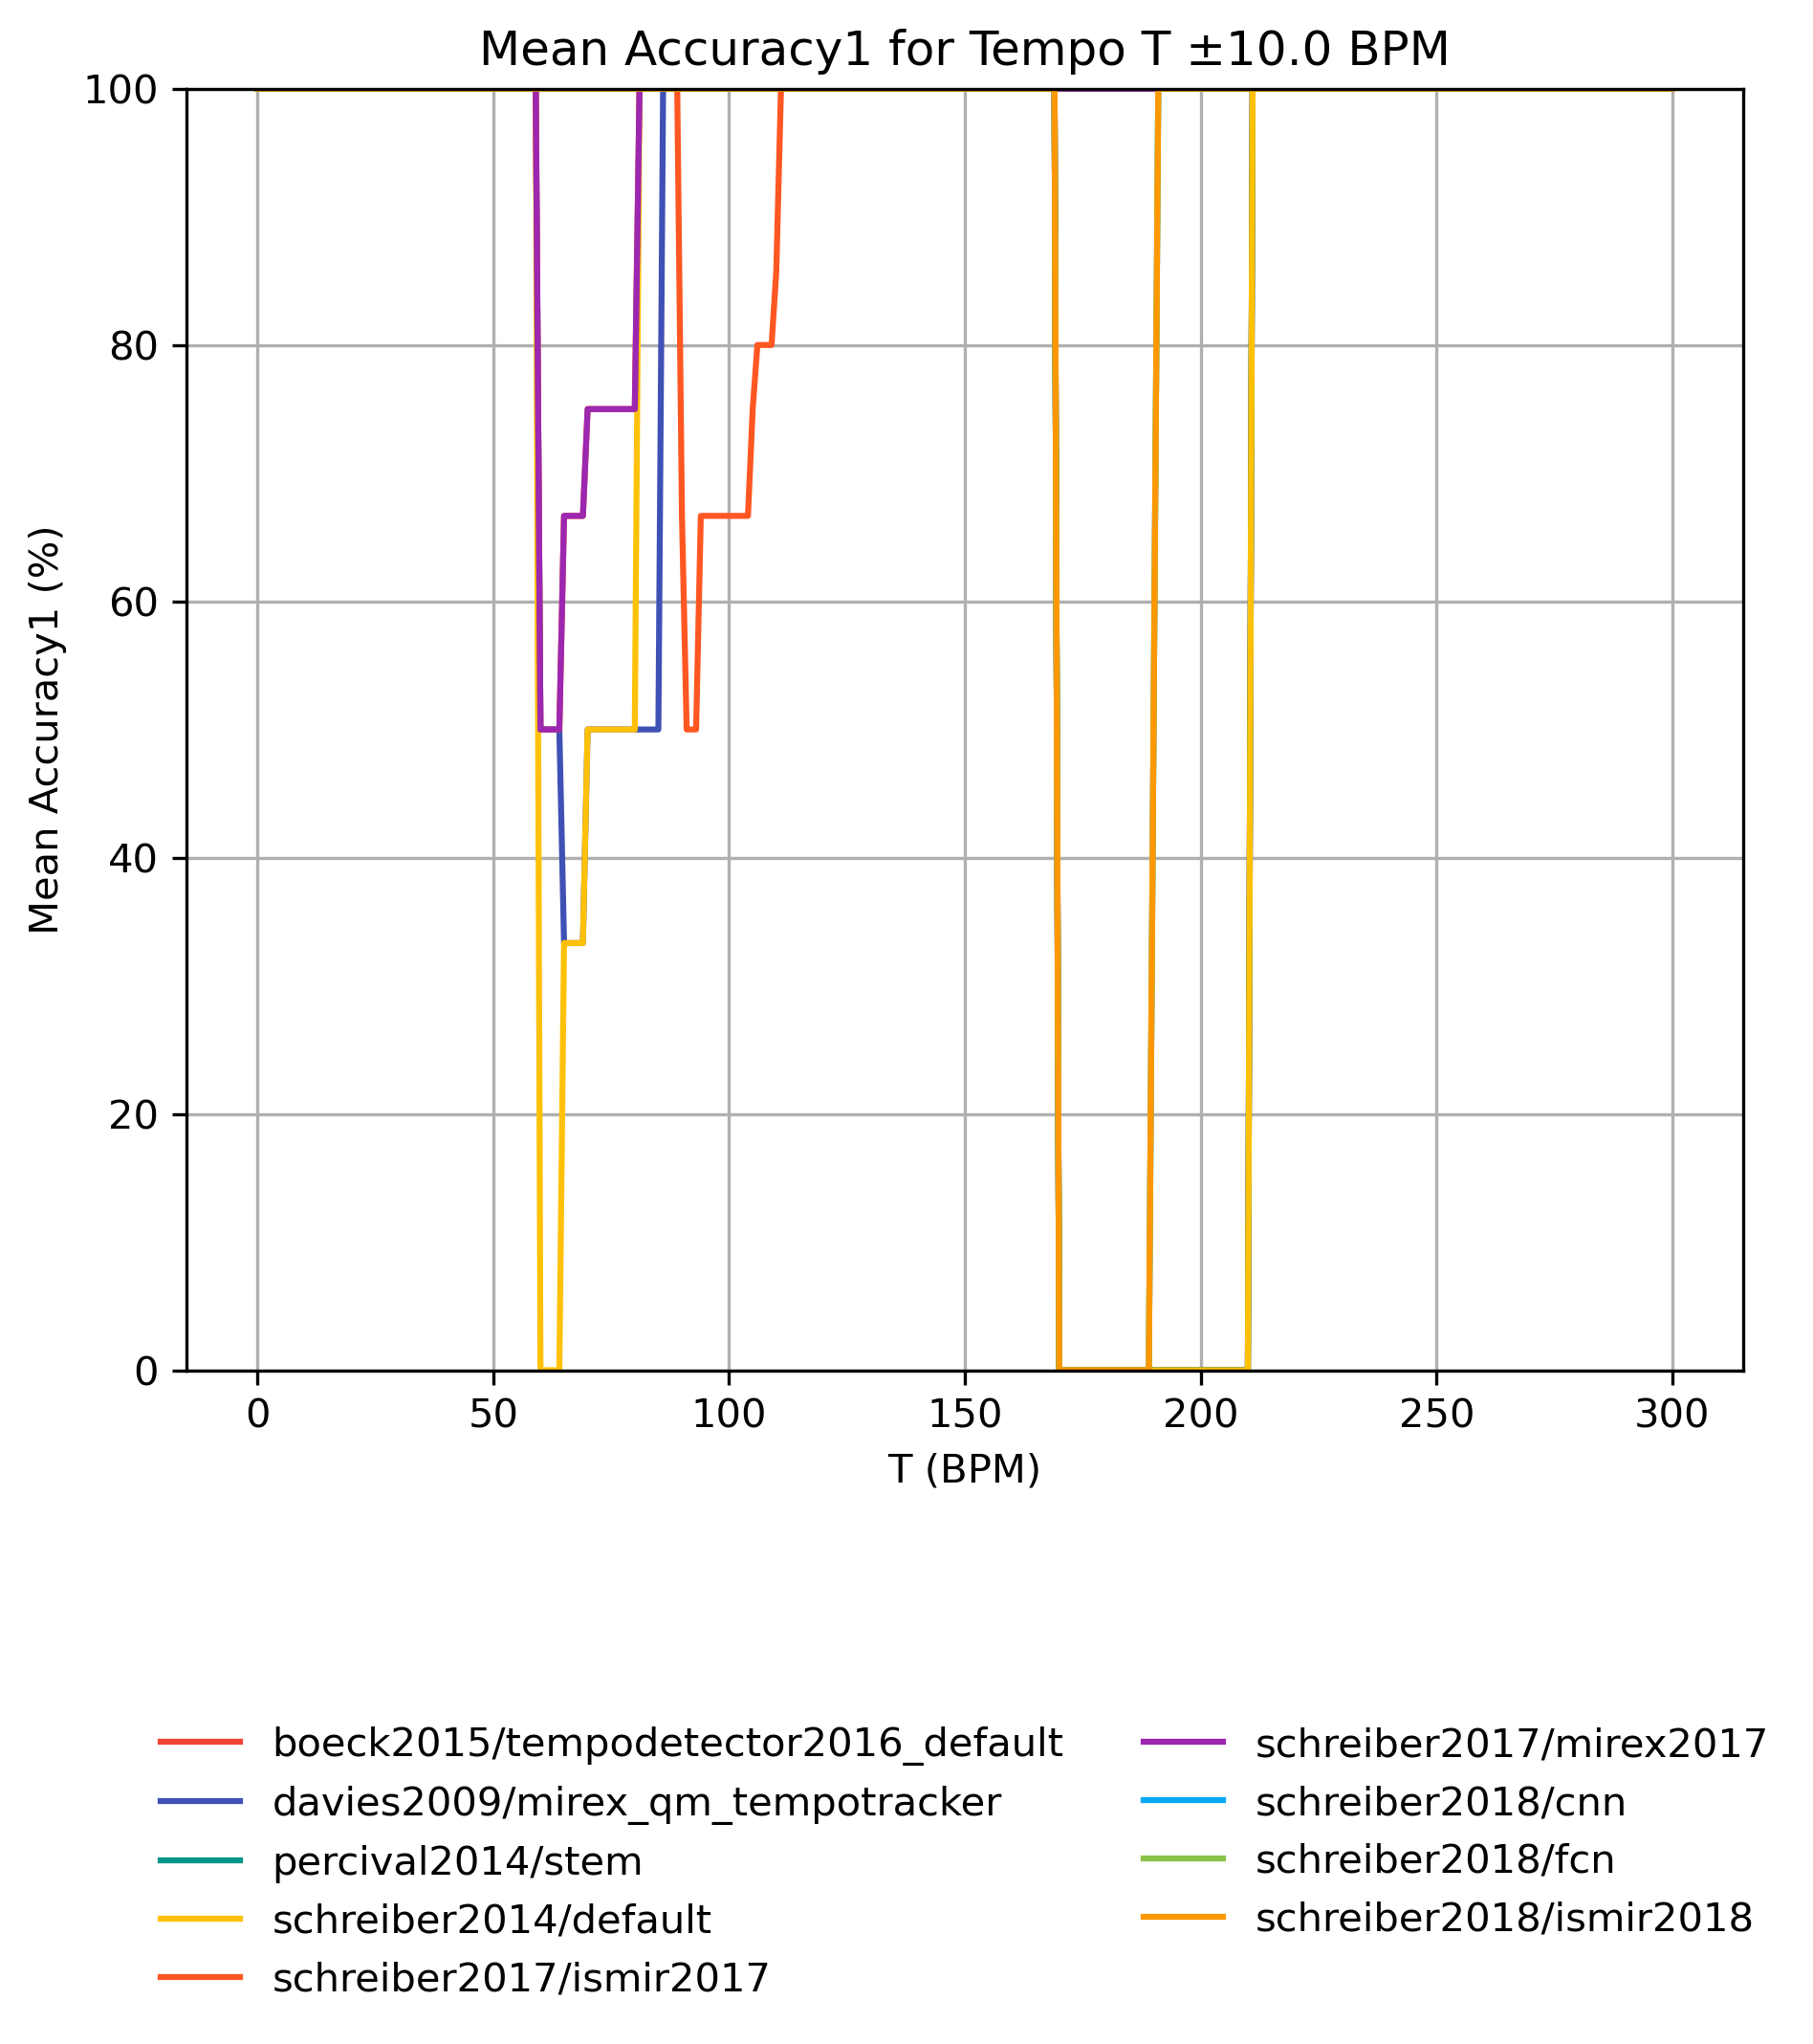 Mean Accuracy1 for Tempo T ±10.0 BPM
100
80
60
40
20
0
Mean Accuracy1 (%)
0 50 100 150 200 250 300
T (BPM)
boeck2015/tempodetector2016_default
davies2009/mirex_qm_tempotracker
percival2014/stem
schreiber2014/default
schreiber2017/ismir2017
schreiber2017/mirex2017
schreiber2018/cnn
schreiber2018/fcn
schreiber2018/ismir2018